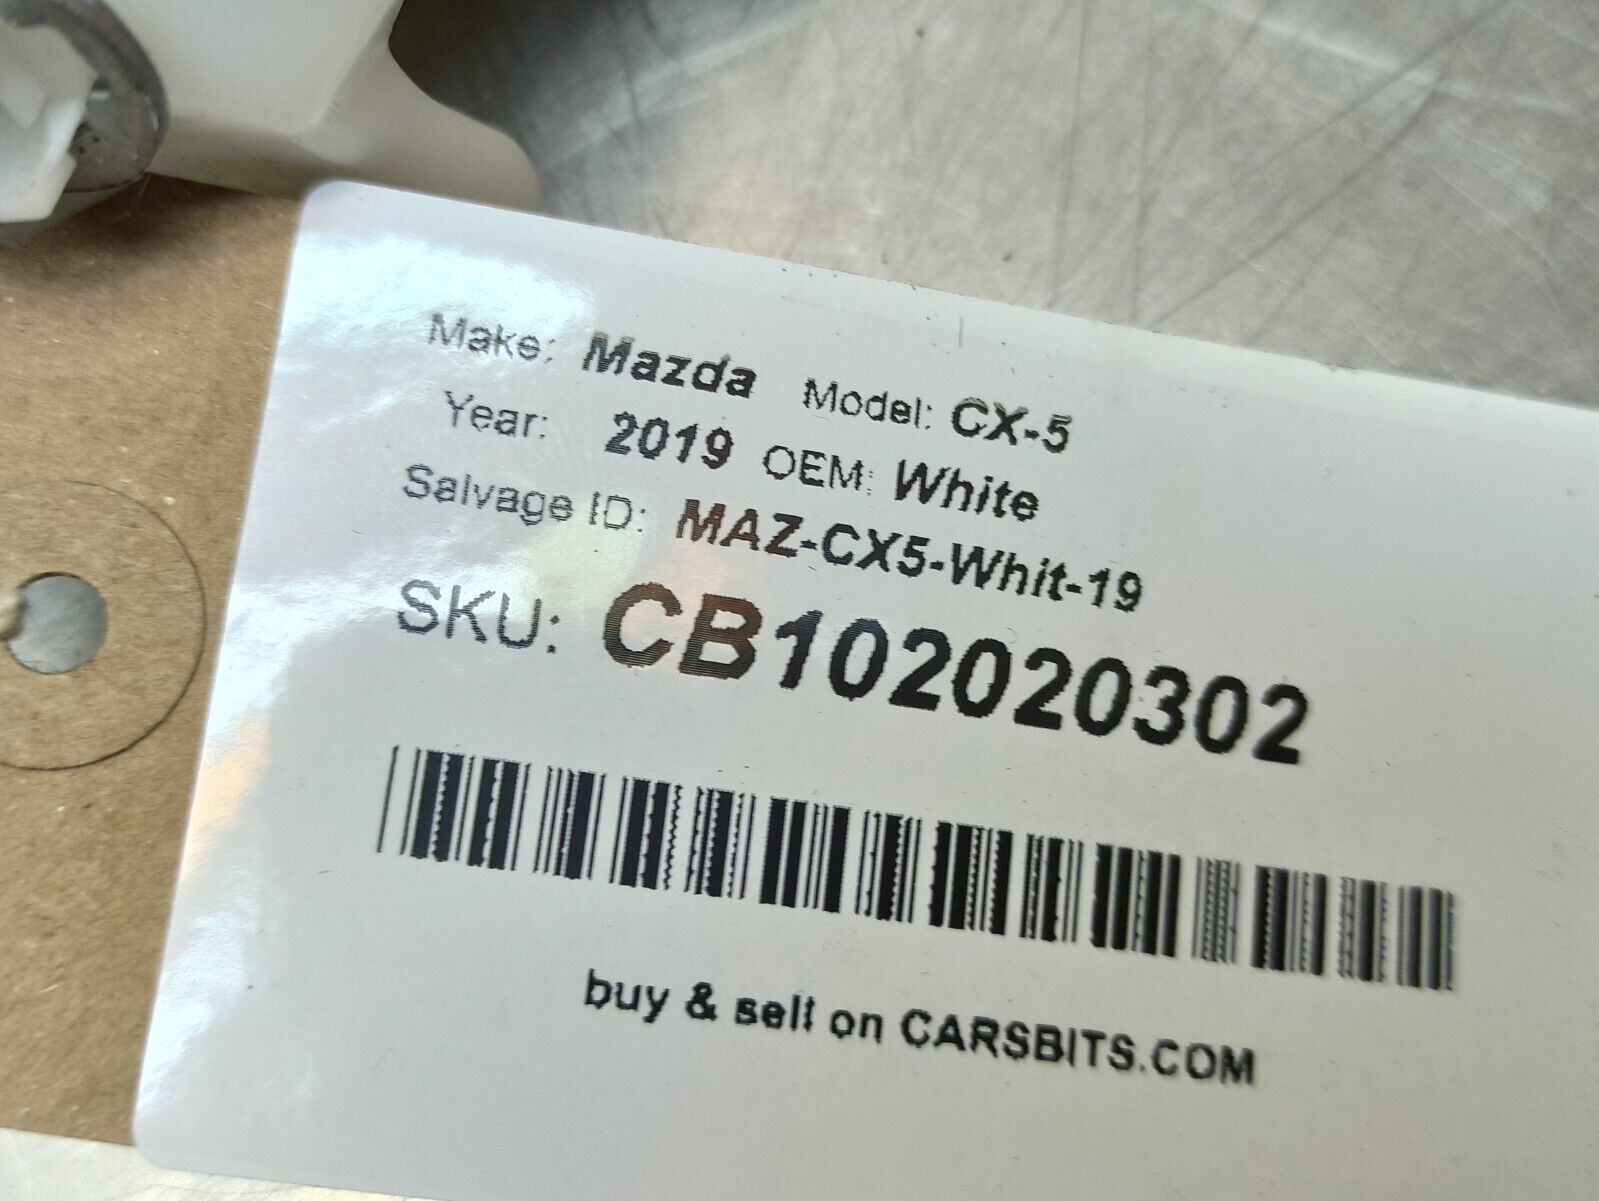 Make: Mazda Model: CX-5
Year: 2019 OEM: White
Salvage ID: MAZ-CX5-Whit-19
SKU: CB102020302
buy & sell on CARSBITS.COM